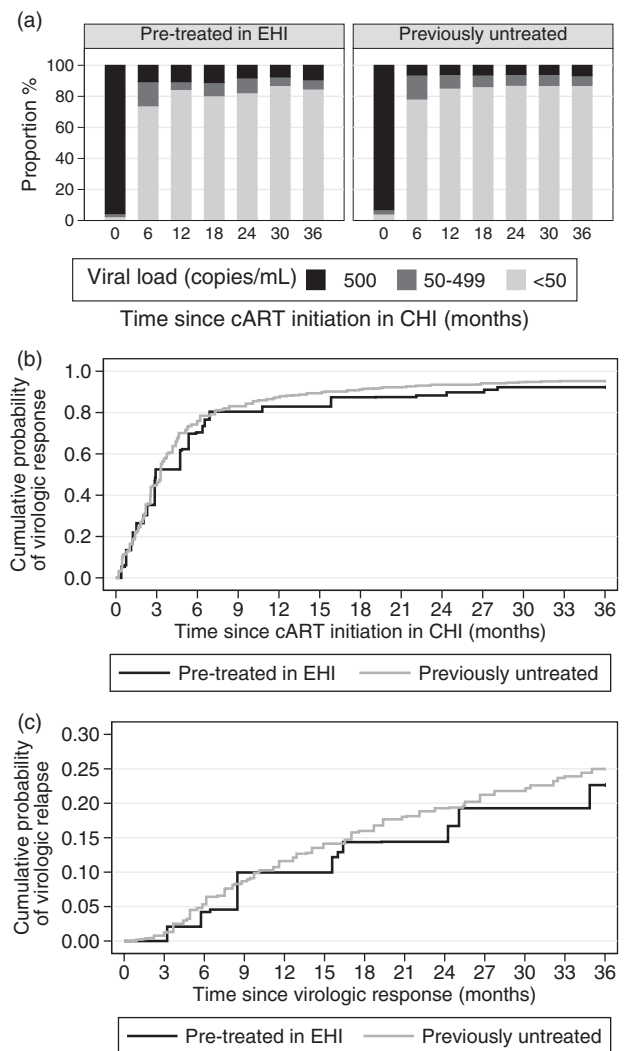 (a)
Pre-treated in EHI Previously untreated
Proportion %
100 100
80 80
60 60
40 40
20 20
0 0
0 6 12 18 24 30 36 0 6 12 18 24 30 36
Viral load (copies/mL) 500 50-499 <50
Time since cART initiation in CHI (months)
(b)
Cumulative probability
of virologic response
1.0
0.8
0.6
0.4
0.2
0.0
0 3 6 9 12 15 18 21 24 27 30 33 36
Time since cART initiation in CHI (months)
Pre-treated in EHI Previously untreated
(c)
Cumulative probability
of virologic relapse
0.30
0.25
0.20
0.15
0.10
0.05
0.00
0 3 6 9 12 15 18 21 24 27 30 33 36
Time since virologic response (months)
Pre-treated in EHI Previously untreated